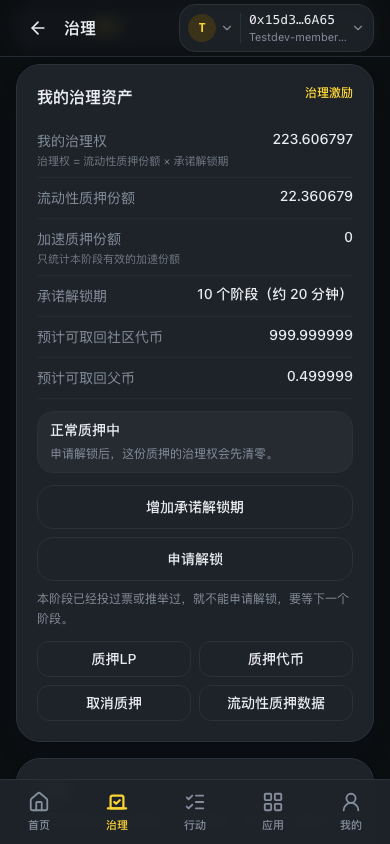 治理
T
0x15d3…6A65
Testdev-member…
我的治理资产
治理激励
我的治理权
223.606797
治理权 = 流动性质押份额 × 承诺解锁期
流动性质押份额
22.360679
加速质押份额
0
只统计本阶段有效的加速份额
承诺解锁期
10 个阶段（约 20 分钟）
预计可取回社区代币
999.999999
预计可取回父币
0.499999
正常质押中
申请解锁后，这份质押的治理权会先清零。
增加承诺解锁期
申请解锁
本阶段已经投过票或推举过，就不能申请解锁，要等下一个
阶段。
质押LP
质押代币
取消质押
流动性质押数据
首页
治理
行动
应用
我的